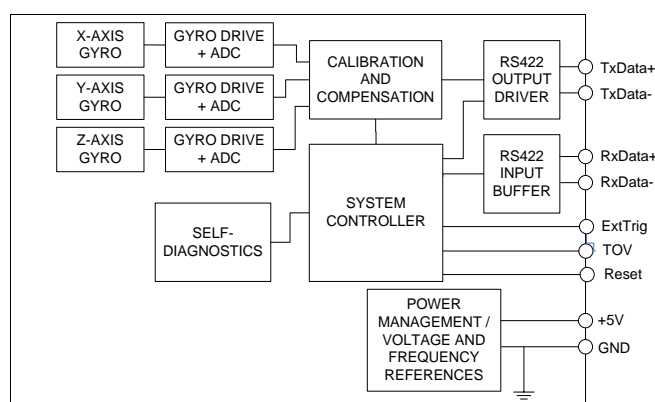 X-AXIS
GYRO
GYRO DRIVE
+ ADC
Y-AXIS
GYRO
GYRO DRIVE
+ ADC
Z-AXIS
GYRO
GYRO DRIVE
+ ADC
CALIBRATION
AND
COMPENSATION
RS422
OUTPUT
DRIVER
TxData+
TxData-
RS422
INPUT
BUFFER
RxData+
RxData-
SYSTEM
CONTROLLER
SELF-
DIAGNOSTICS
ExtTrig
TOV
Reset
POWER
MANAGEMENT /
VOLTAGE AND
FREQUENCY
REFERENCES
+5V
GND